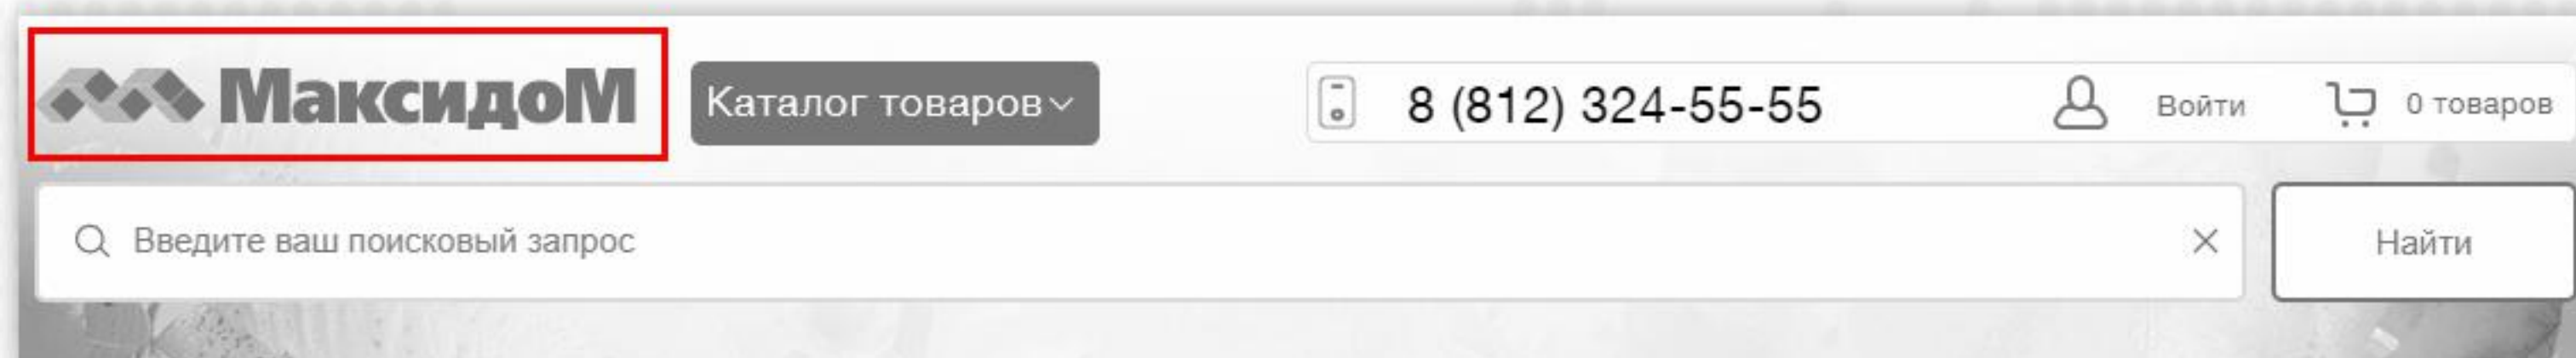 МаксидоМ
Каталог товаров
8 (812) 324-55-55
Войти
0 товаров
Введите ваш поисковый запрос
Найти